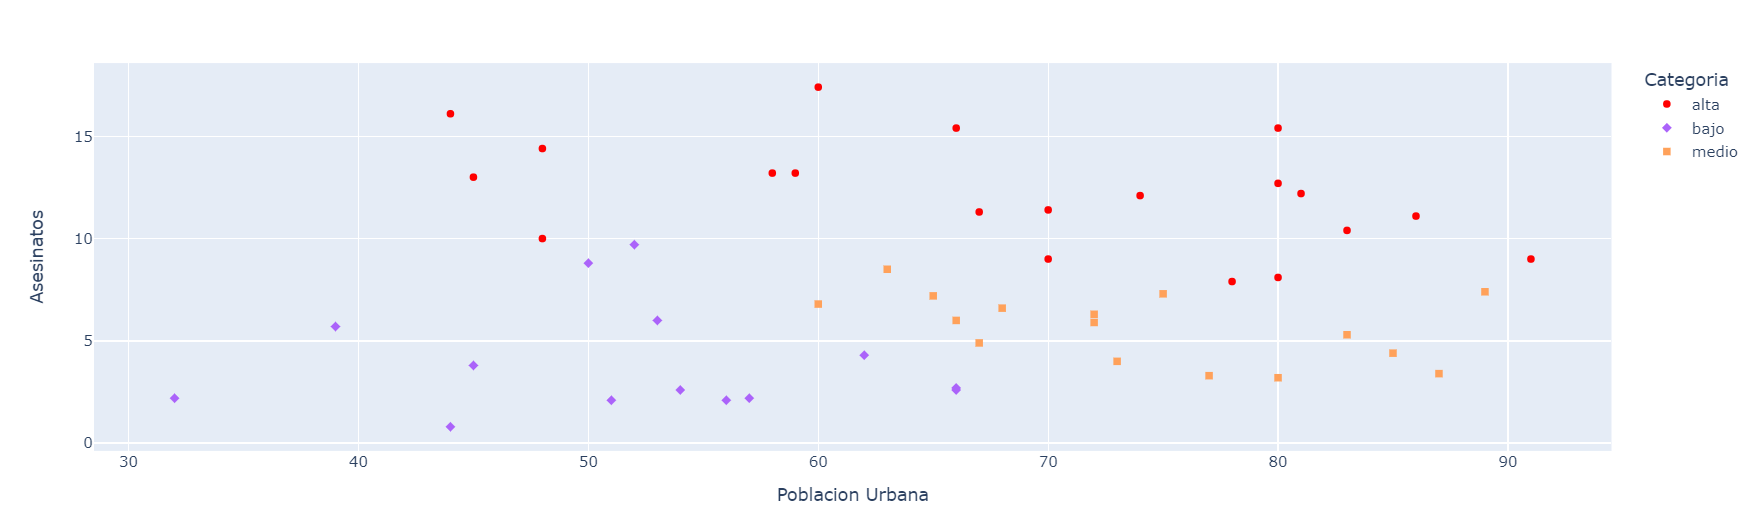 Categoria
alta
bajo
medio
15
10
5
0
Asesinatos
30 40 50 60 70 80 90
Poblacion Urbana